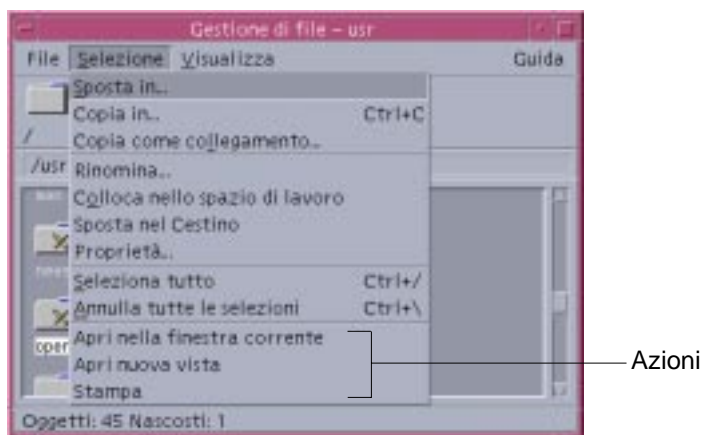 Gestione di file – usr
File Selezione Visualizza Guida
Sposta in...
Copia in... Ctrl+C
/ Copia come collegamento...
/usr
Rinomina...
Colloca nello spazio di lavoro
Sposta nel Cestino
Proprietà...
Seleziona tutto Ctrl+/
Annulla tutte le selezioni Ctrl+\
Apri nella finestra corrente
oper
Apri nuova vista
Azioni
Stampa
Oggetti: 45 Nascosti: 1